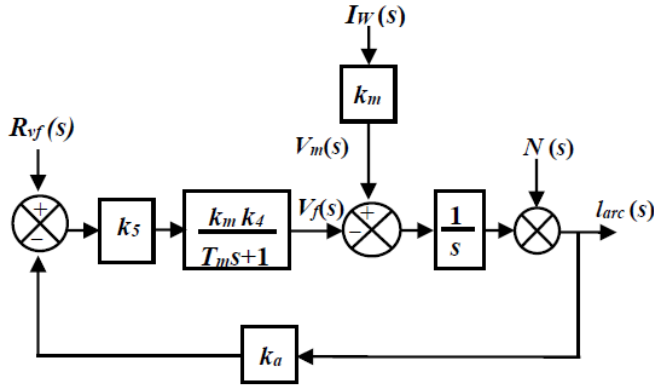 I_W(s)
k_m
R_vf(s)
V_m(s)
N(s)
+
−
k_5
k_m k_4
T_m s+1
V_f(s)
+
−
1
s
l_arc(s)
k_a